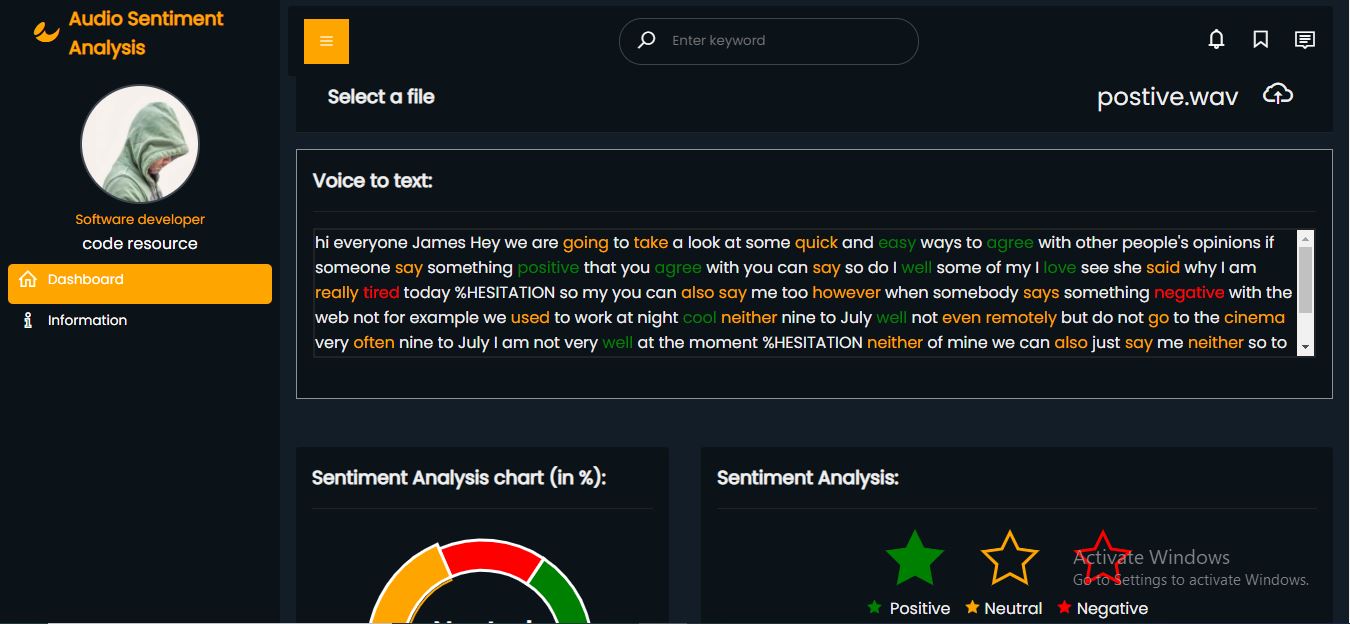 Audio Sentiment
Analysis
Enter keyword
Software developer
code resource
Dashboard
Information
Select a file
postive.wav
Voice to text:
hi everyone James Hey we are going to take a look at some quick and easy ways to agree with other people's opinions if
someone say something positive that you agree with you can say so do I well some of my I love see she said why I am
really tired today %HESITATION so my you can also say me too however when somebody says something negative with the
web not for example we used to work at night cool neither nine to July well not even remotely but do not go to the cinema
very often nine to July I am not very well at the moment %HESITATION neither of mine we can also just say me neither so to
Sentiment Analysis chart (in %):
Sentiment Analysis:
Activate Windows
Go to Settings to activate Windows.
Positive
Neutral
Negative